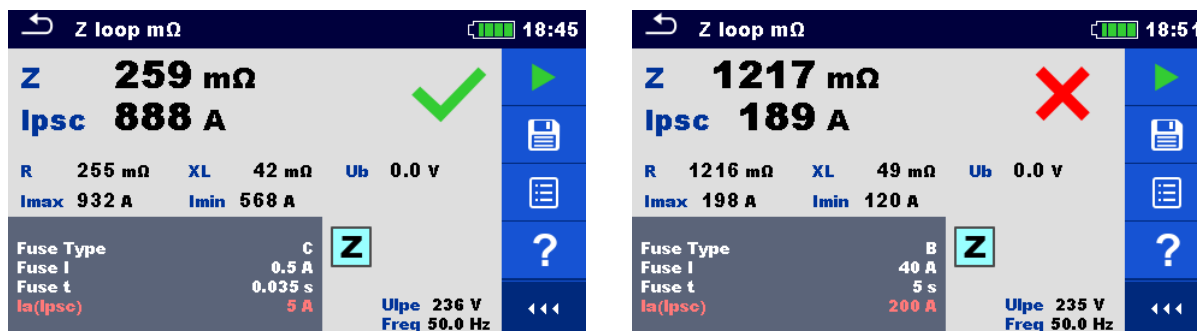 Z loop mΩ 18:45
Z 259 mΩ
Ipsc 888 A
R 255 mΩ XL 42 mΩ Ub 0.0 V
Imax 932 A Imin 568 A
Fuse Type C
Fuse I 0.5 A
Fuse t 0.035 s
Ia(Ipsc) 5 A
Z
?
Ulpe 236 V
Freq 50.0 Hz
Z loop mΩ 18:51
Z 1217 mΩ
Ipsc 189 A
R 1216 mΩ XL 49 mΩ Ub 0.0 V
Imax 198 A Imin 120 A
Fuse Type B
Fuse I 40 A
Fuse t 5 s
Ia(Ipsc) 200 A
Z
?
Ulpe 235 V
Freq 50.0 Hz